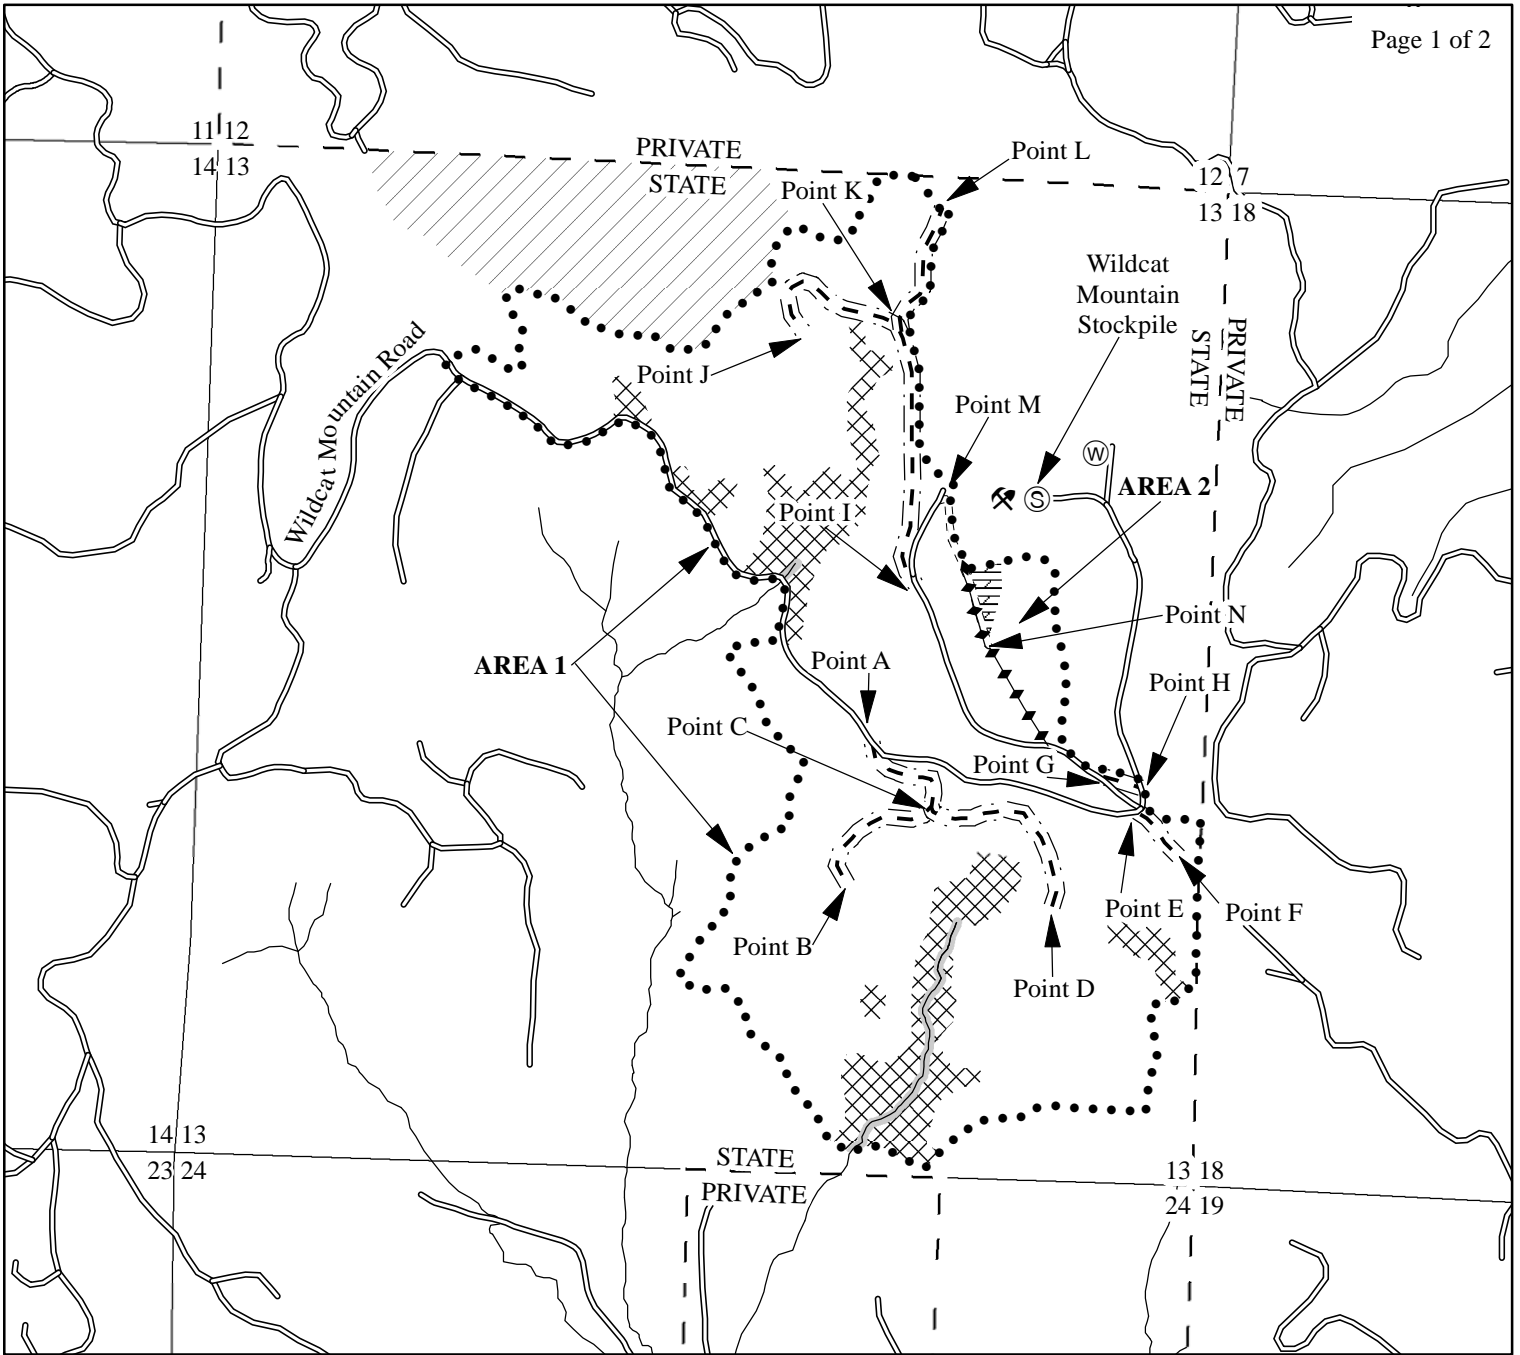 Page 1 of 2
11 12
14 13
PRIVATE
STATE
Point L
Point K
12 7
13 18
Wildcat
Mountain
Stockpile
PRIVATE
STATE
Wildcat Mountain Road
Point J
Point M
W
S
AREA 2
Point I
Point N
AREA 1
Point A
Point H
Point C
Point G
Point E
Point F
Point B
Point D
14 13
23 24
STATE
PRIVATE
13 18
24 19